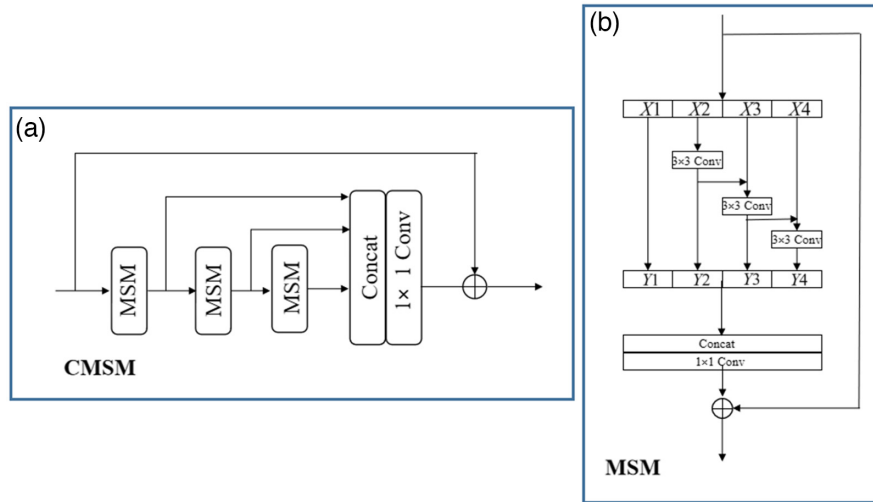 (a)
MSM
MSM
MSM
Concat
1× 1 Conv
CMSM
(b)
X1 X2 X3 X4
3×3 Conv
3×3 Conv
3×3 Conv
Y1 Y2 Y3 Y4
Concat
1×1 Conv
MSM